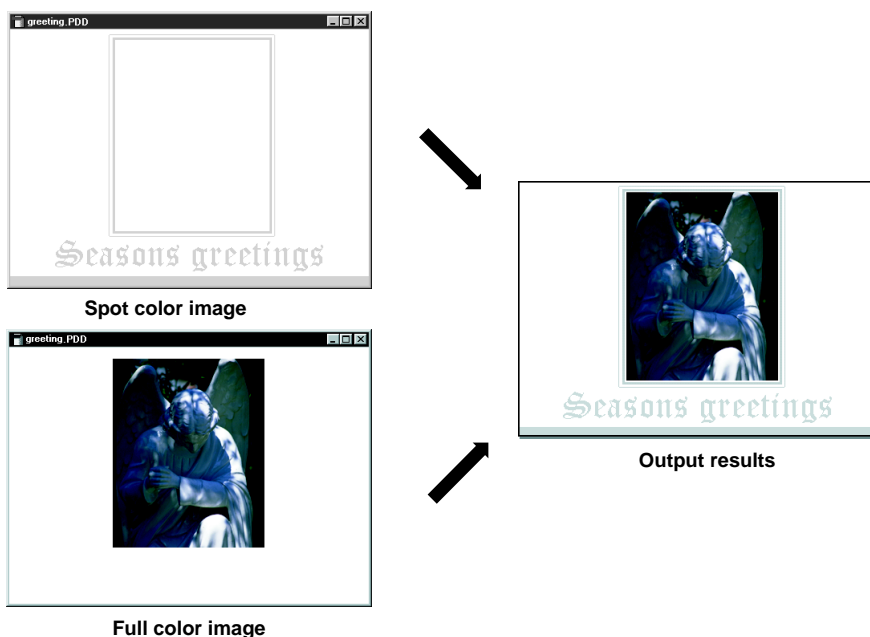 greeting.PDD
Seasons greetings
Spot color image
greeting.PDD
Full color image
Seasons greetings
Output results